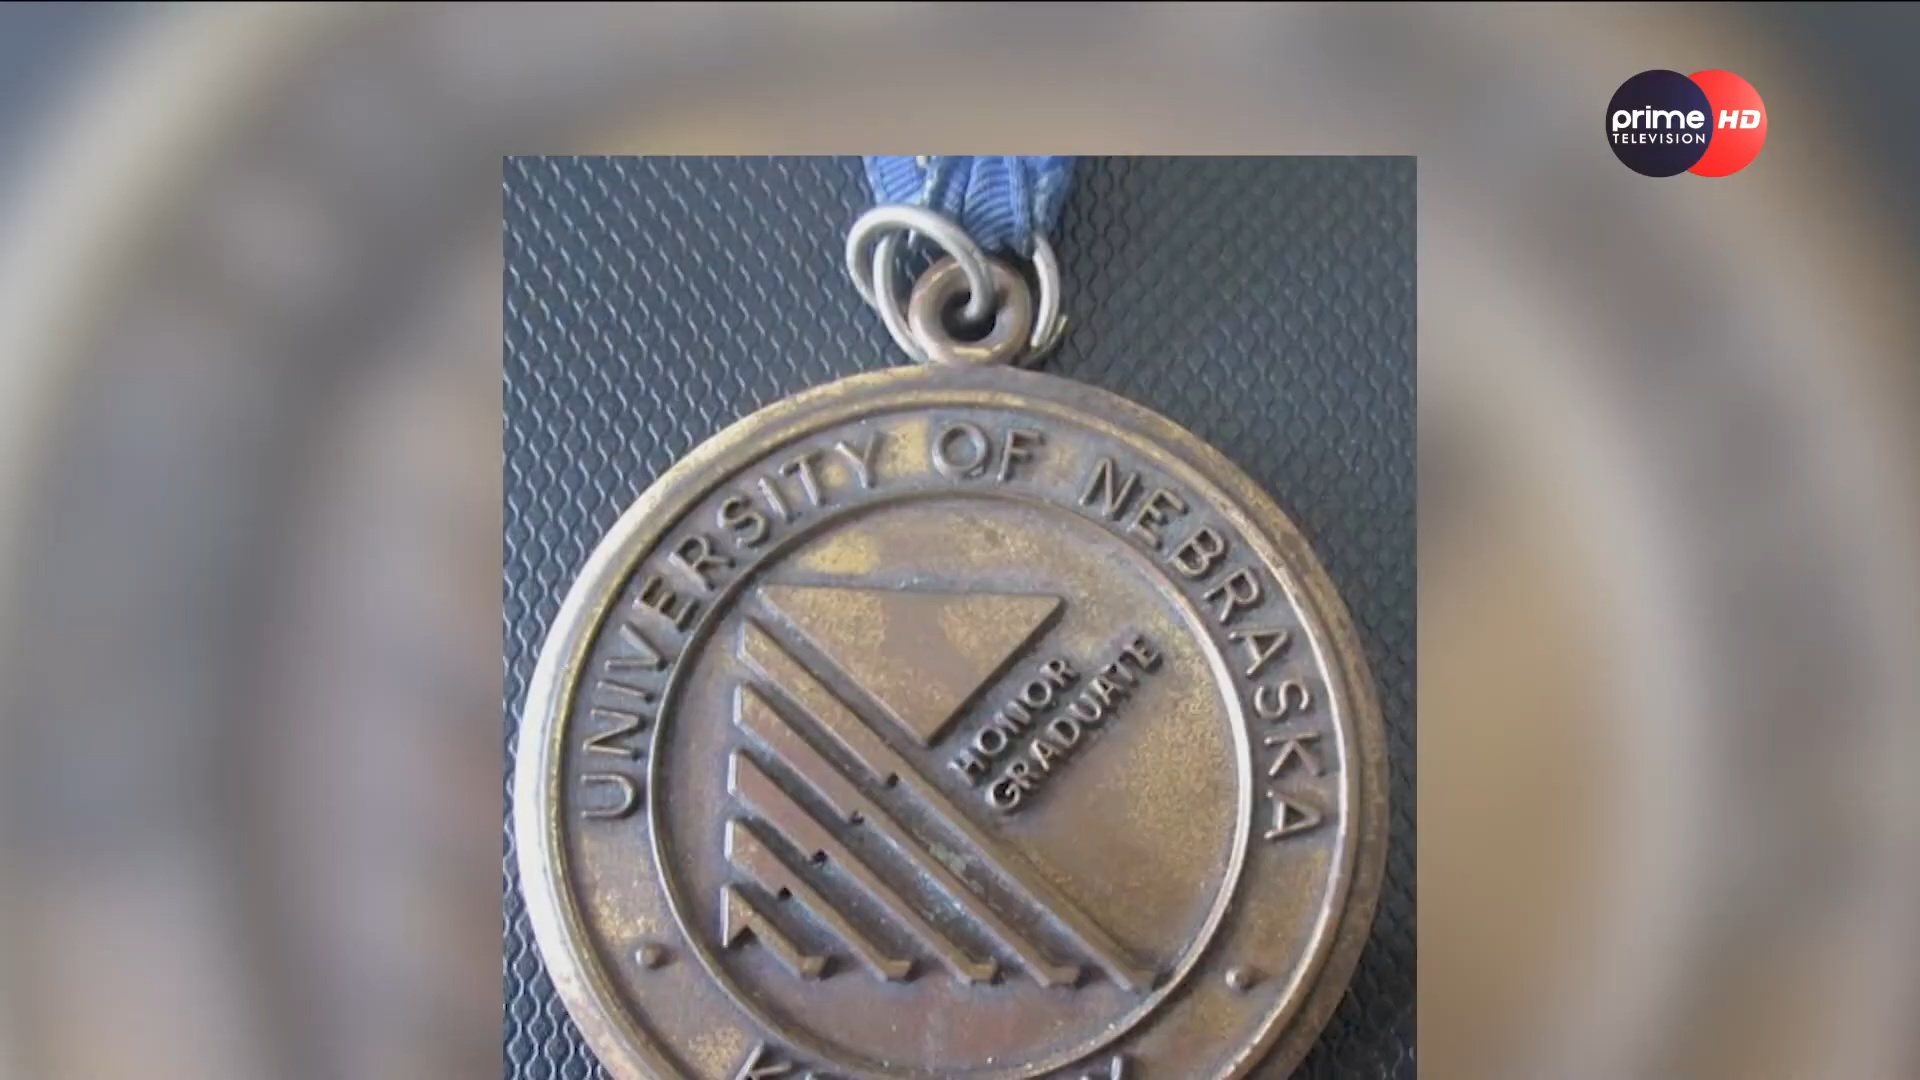 prime HD
TELEVISION
UNIVERSITY OF NEBRASKA
HONOR
GRADUATE